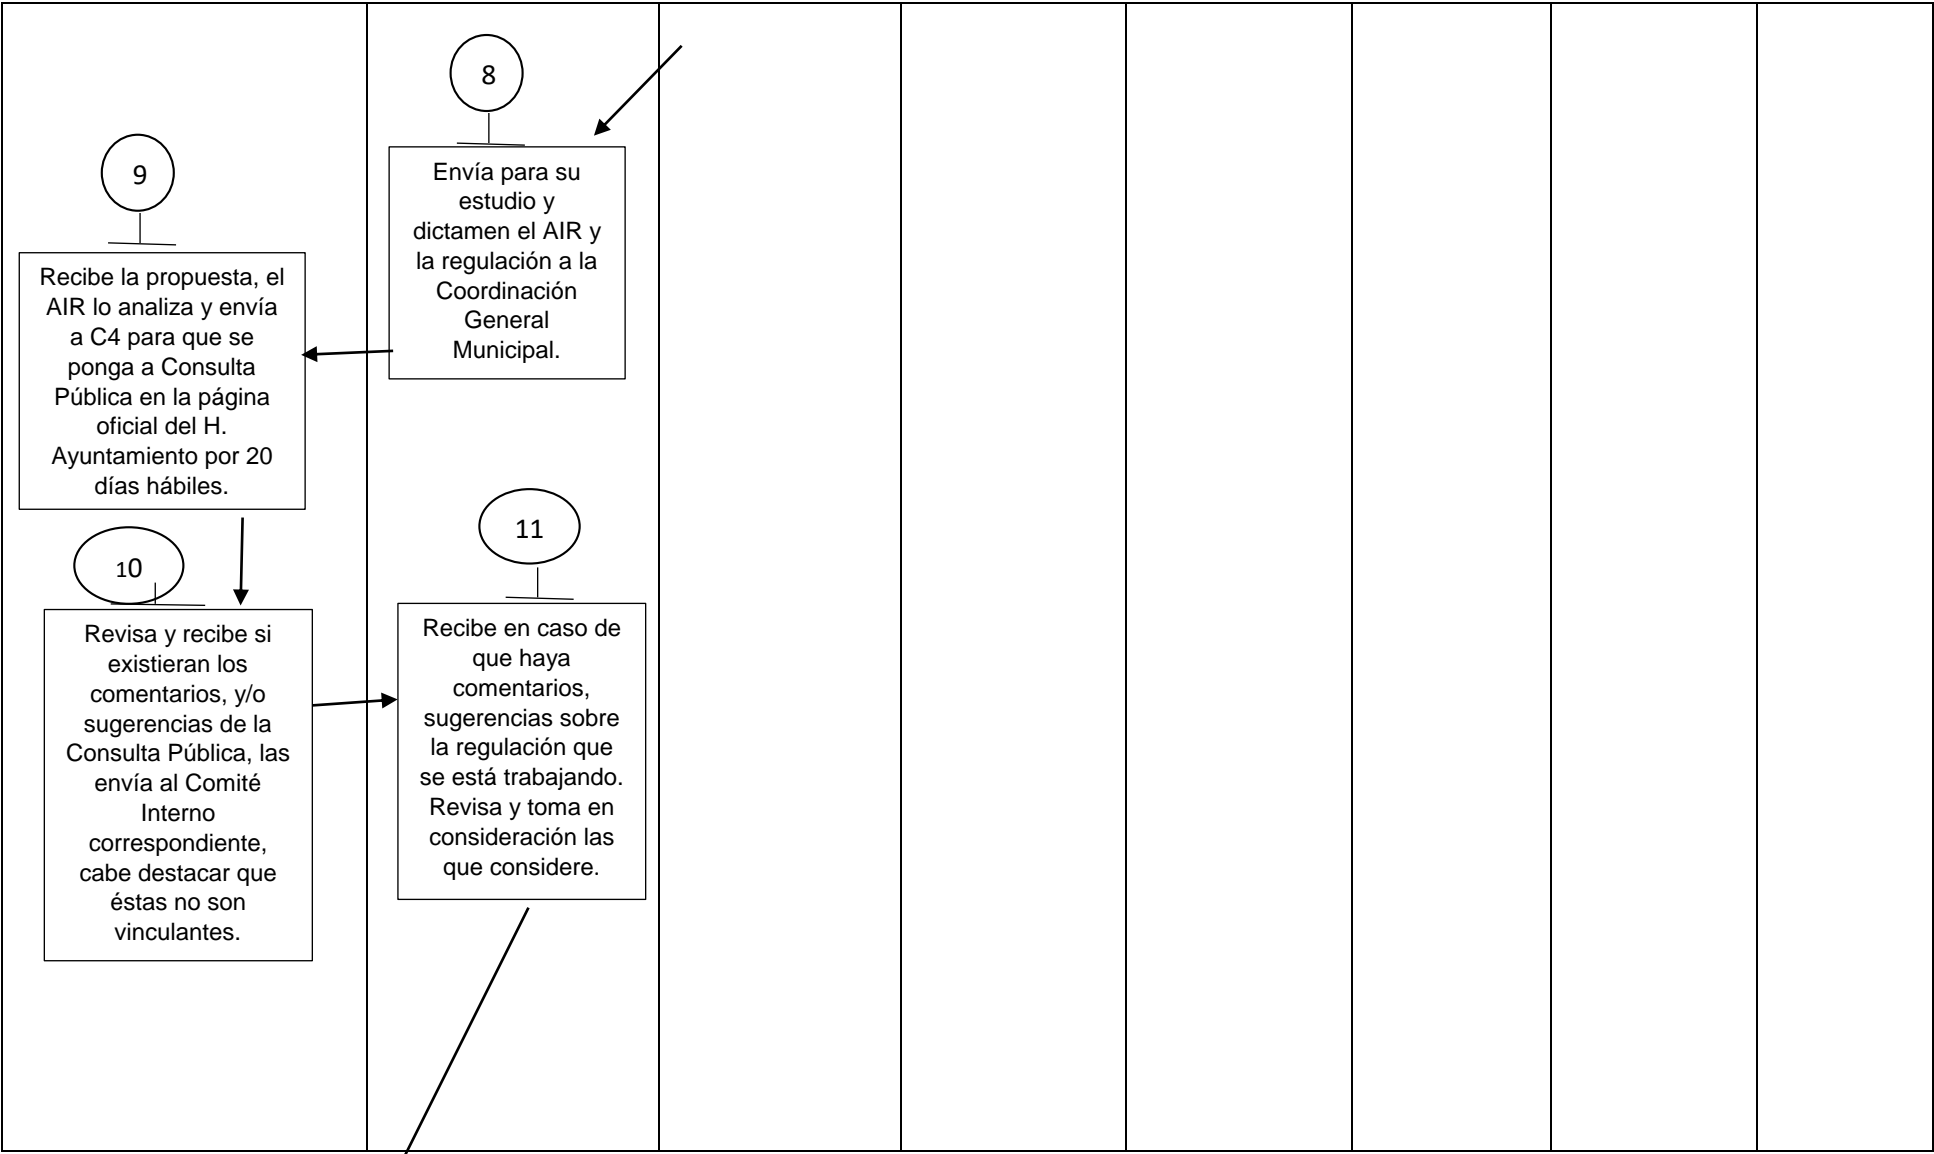 8
Envía para su
estudio y
dictamen el AIR y
la regulación a la
Coordinación
General
Municipal.
9
Recibe la propuesta, el
AIR lo analiza y envía
a C4 para que se
ponga a Consulta
Pública en la página
oficial del H.
Ayuntamiento por 20
días hábiles.
10
Revisa y recibe si
existieran los
comentarios, y/o
sugerencias de la
Consulta Pública, las
envía al Comité
Interno
correspondiente,
cabe destacar que
éstas no son
vinculantes.
11
Recibe en caso de
que haya
comentarios,
sugerencias sobre
la regulación que
se está trabajando.
Revisa y toma en
consideración las
que considere.